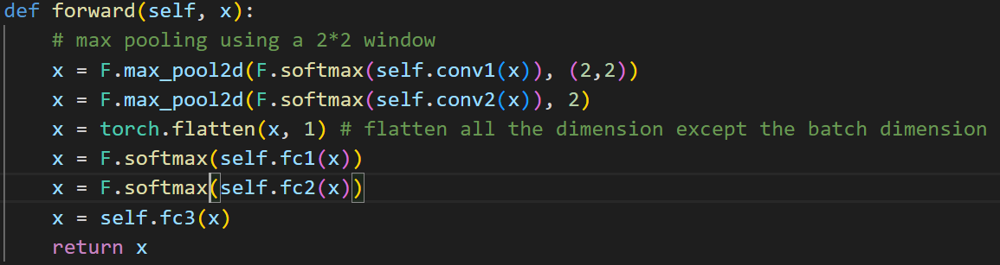 def forward(self, x):
    # max pooling using a 2*2 window
    x = F.max_pool2d(F.softmax(self.conv1(x)), (2,2))
    x = F.max_pool2d(F.softmax(self.conv2(x)), 2)
    x = torch.flatten(x, 1) # flatten all the dimension except the batch dimension
    x = F.softmax(self.fc1(x))
    x = F.softmax(self.fc2(x))
    x = self.fc3(x)
    return x